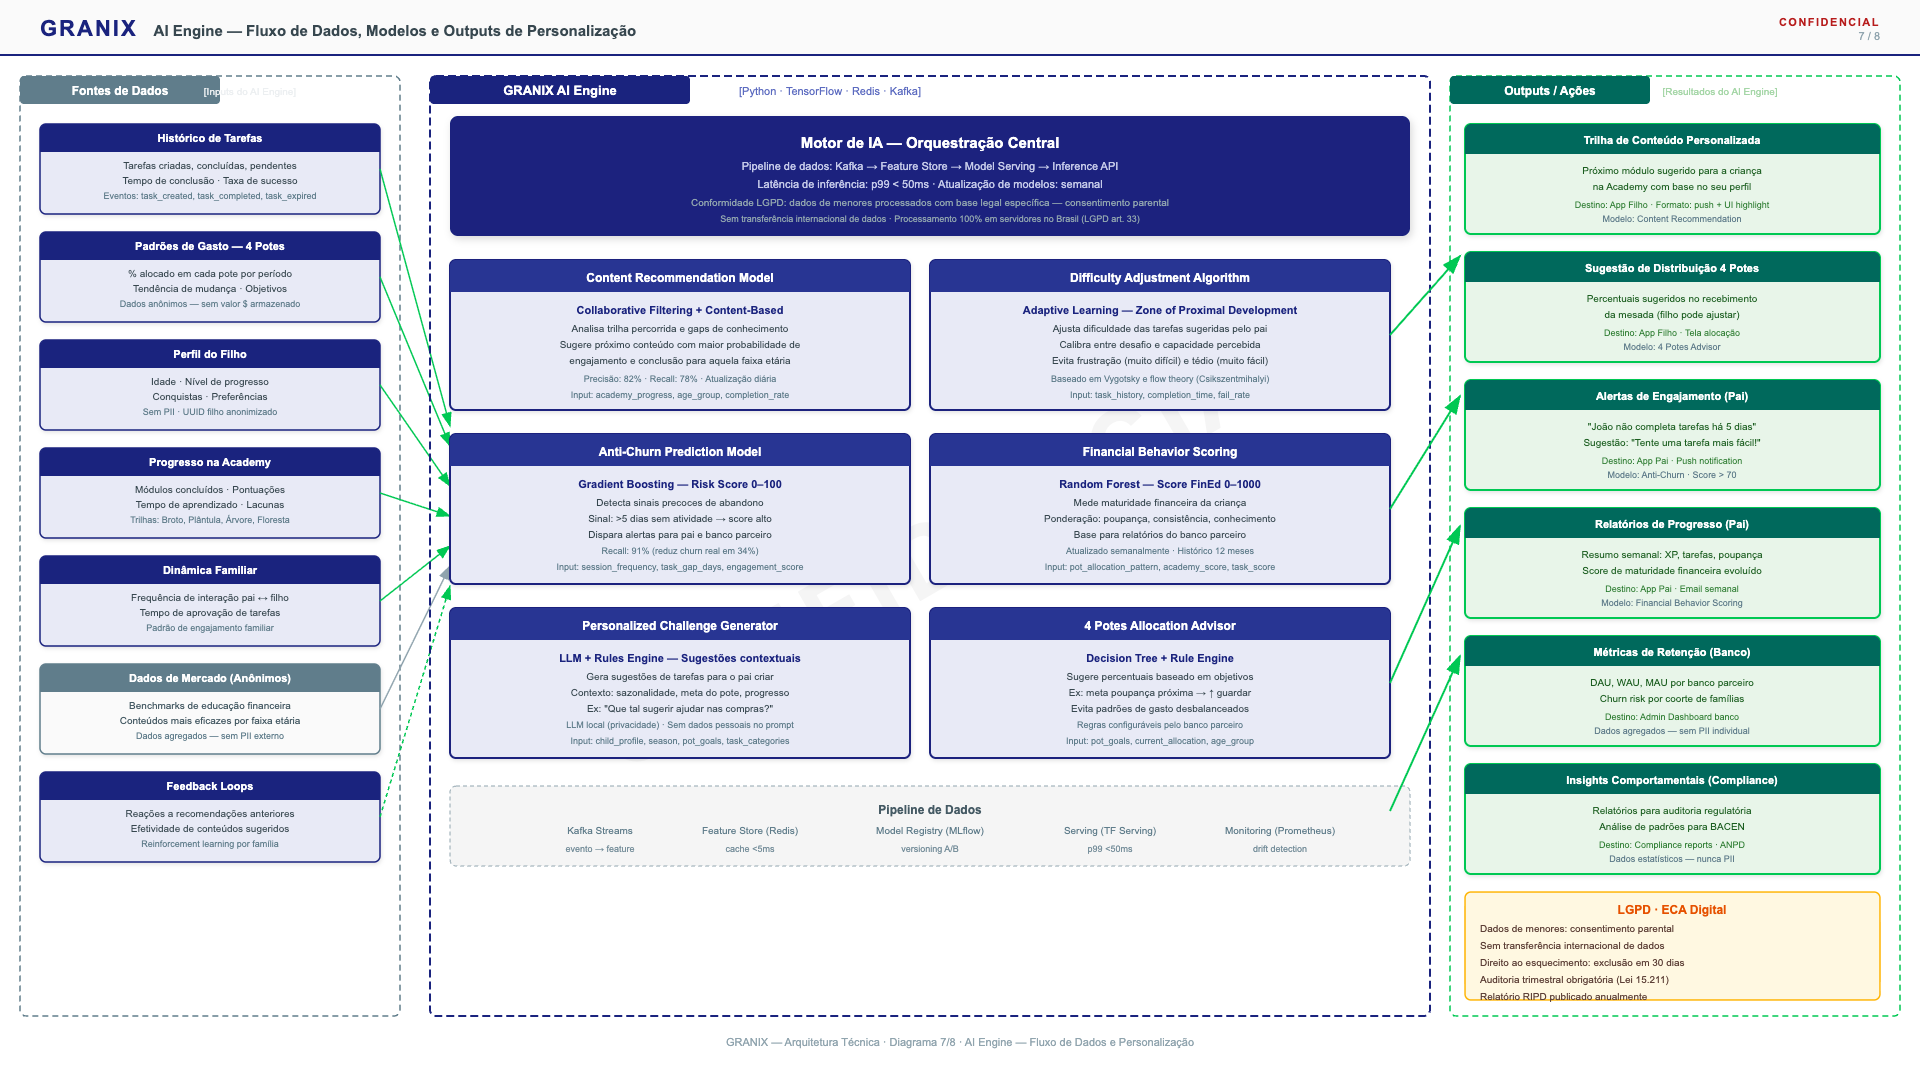 GRANIX
AI Engine — Fluxo de Dados, Modelos e Outputs de Personalização
CONFIDENCIAL
7 / 8
Fontes de Dados
[Inputs do AI Engine]
Histórico de Tarefas
Tarefas criadas, concluídas, pendentes
Tempo de conclusão · Taxa de sucesso
Eventos: task_created, task_completed, task_expired
Padrões de Gasto — 4 Potes
% alocado em cada pote por período
Tendência de mudança · Objetivos
Dados anônimos — sem valor $ armazenado
Perfil do Filho
Idade · Nível de progresso
Conquistas · Preferências
Sem PII · UUID filho anonimizado
Progresso na Academy
Módulos concluídos · Pontuações
Tempo de aprendizado · Lacunas
Trilhas: Broto, Plântula, Árvore, Floresta
Dinâmica Familiar
Frequência de interação pai ↔ filho
Tempo de aprovação de tarefas
Padrão de engajamento familiar
Dados de Mercado (Anônimos)
Benchmarks de educação financeira
Conteúdos mais eficazes por faixa etária
Dados agregados — sem PII externo
Feedback Loops
Reações a recomendações anteriores
Efetividade de conteúdos sugeridos
Reinforcement learning por família
GRANIX AI Engine
[Python · TensorFlow · Redis · Kafka]
Motor de IA — Orquestração Central
Pipeline de dados: Kafka → Feature Store → Model Serving → Inference API
Latência de inferência: p99 < 50ms · Atualização de modelos: semanal
Conformidade LGPD: dados de menores processados com base legal específica — consentimento parental
Sem transferência internacional de dados · Processamento 100% em servidores no Brasil (LGPD art. 33)
Content Recommendation Model
Collaborative Filtering + Content-Based
Analisa trilha percorrida e gaps de conhecimento
Sugere próximo conteúdo com maior probabilidade de
engajamento e conclusão para aquela faixa etária
Precisão: 82% · Recall: 78% · Atualização diária
Input: academy_progress, age_group, completion_rate
Difficulty Adjustment Algorithm
Adaptive Learning — Zone of Proximal Development
Ajusta dificuldade das tarefas sugeridas pelo pai
Calibra entre desafio e capacidade percebida
Evita frustração (muito difícil) e tédio (muito fácil)
Baseado em Vygotsky e flow theory (Csikszentmihalyi)
Input: task_history, completion_time, fail_rate
Anti-Churn Prediction Model
Gradient Boosting — Risk Score 0–100
Detecta sinais precoces de abandono
Sinal: >5 dias sem atividade → score alto
Dispara alertas para pai e banco parceiro
Recall: 91% (reduz churn real em 34%)
Input: session_frequency, task_gap_days, engagement_score
Financial Behavior Scoring
Random Forest — Score FinEd 0–1000
Mede maturidade financeira da criança
Ponderação: poupança, consistência, conhecimento
Base para relatórios do banco parceiro
Atualizado semanalmente · Histórico 12 meses
Input: pot_allocation_pattern, academy_score, task_score
Personalized Challenge Generator
LLM + Rules Engine — Sugestões contextuais
Gera sugestões de tarefas para o pai criar
Contexto: sazonalidade, meta do pote, progresso
Ex: "Que tal sugerir ajudar nas compras?"
LLM local (privacidade) · Sem dados pessoais no prompt
Input: child_profile, season, pot_goals, task_categories
4 Potes Allocation Advisor
Decision Tree + Rule Engine
Sugere percentuais baseado em objetivos
Ex: meta poupança próxima → ↑ guardar
Evita padrões de gasto desbalanceados
Regras configuráveis pelo banco parceiro
Input: pot_goals, current_allocation, age_group
Pipeline de Dados
Kafka Streams
evento → feature
Feature Store (Redis)
cache <5ms
Model Registry (MLflow)
versioning A/B
Serving (TF Serving)
p99 <50ms
Monitoring (Prometheus)
drift detection
Outputs / Ações
[Resultados do AI Engine]
Trilha de Conteúdo Personalizada
Próximo módulo sugerido para a criança
na Academy com base no seu perfil
Destino: App Filho · Formato: push + UI highlight
Modelo: Content Recommendation
Sugestão de Distribuição 4 Potes
Percentuais sugeridos no recebimento
da mesada (filho pode ajustar)
Destino: App Filho · Tela alocação
Modelo: 4 Potes Advisor
Alertas de Engajamento (Pai)
"João não completa tarefas há 5 dias"
Sugestão: "Tente uma tarefa mais fácil!"
Destino: App Pai · Push notification
Modelo: Anti-Churn · Score > 70
Relatórios de Progresso (Pai)
Resumo semanal: XP, tarefas, poupança
Score de maturidade financeira evoluído
Destino: App Pai · Email semanal
Modelo: Financial Behavior Scoring
Métricas de Retenção (Banco)
DAU, WAU, MAU por banco parceiro
Churn risk por coorte de famílias
Destino: Admin Dashboard banco
Dados agregados — sem PII individual
Insights Comportamentais (Compliance)
Relatórios para auditoria regulatória
Análise de padrões para BACEN
Destino: Compliance reports · ANPD
Dados estatísticos — nunca PII
LGPD · ECA Digital
Dados de menores: consentimento parental
Sem transferência internacional de dados
Direito ao esquecimento: exclusão em 30 dias
Auditoria trimestral obrigatória (Lei 15.211)
Relatório RIPD publicado anualmente
GRANIX — Arquitetura Técnica · Diagrama 7/8 · AI Engine — Fluxo de Dados e Personalização